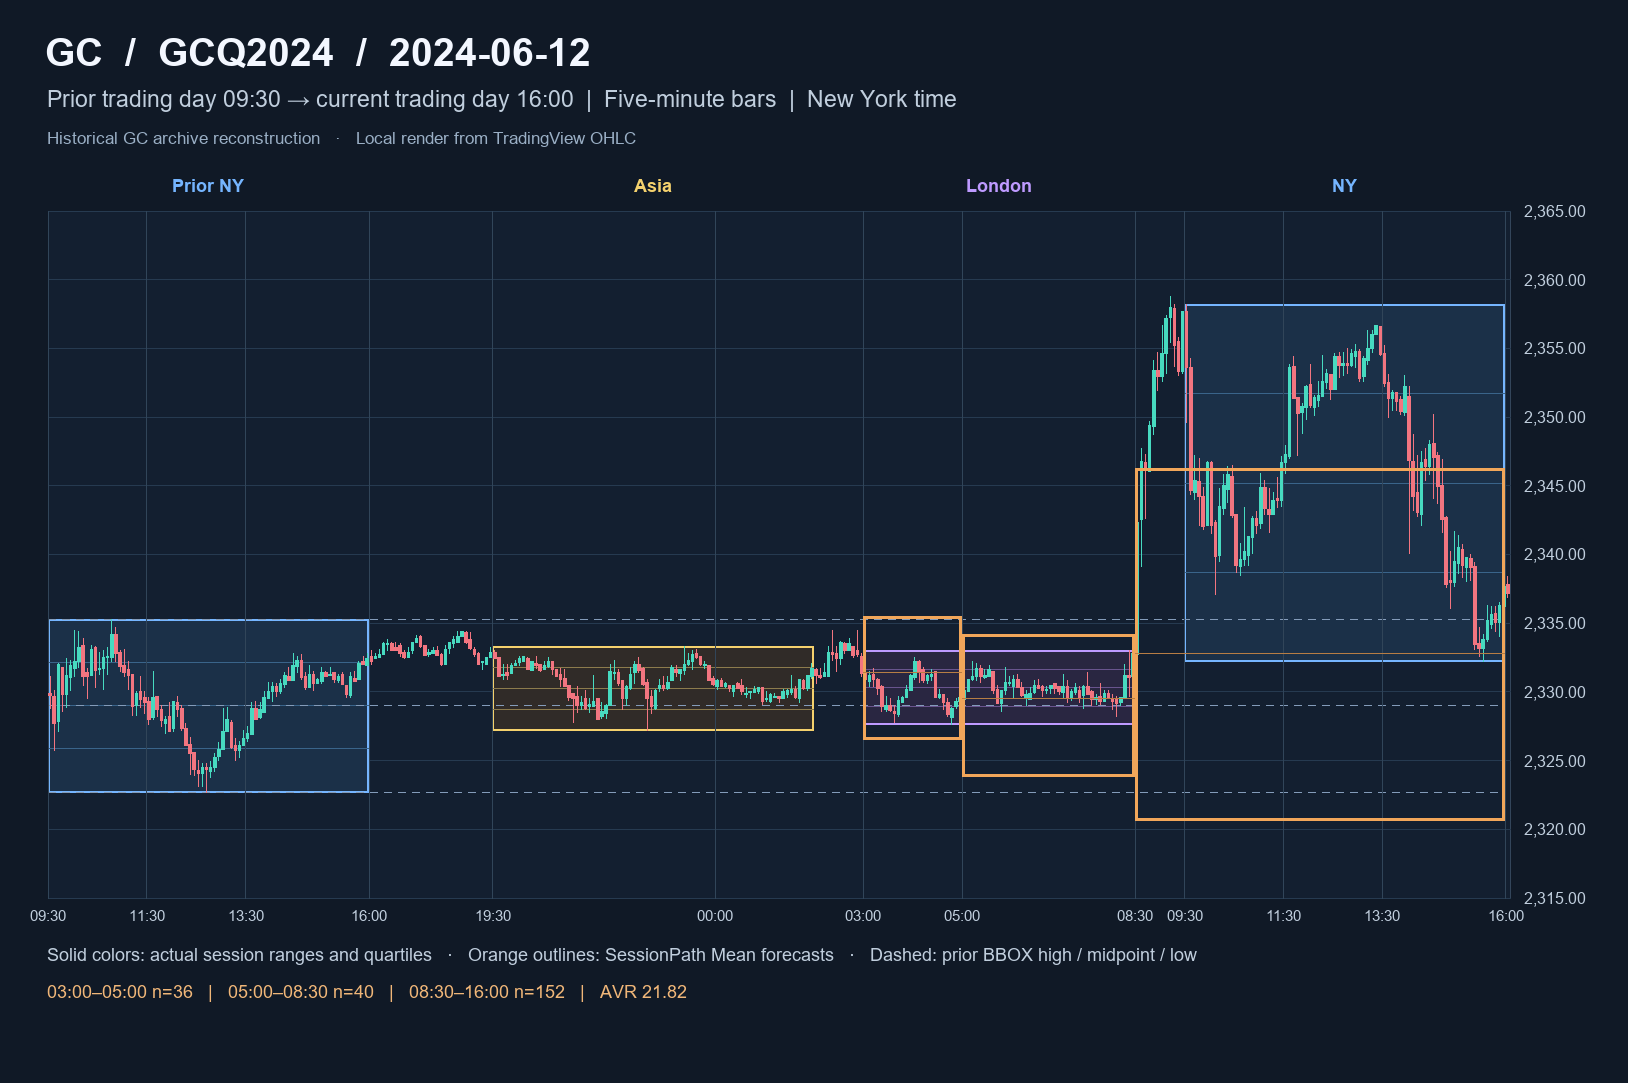 GC / GCQ2024 / 2024-06-12
Prior trading day 09:30 → current trading day 16:00 | Five-minute bars | New York time
Historical GC archive reconstruction · Local render from TradingView OHLC
Prior NY Asia London NY
2,365.00
2,360.00
2,355.00
2,350.00
2,345.00
2,340.00
2,335.00
2,330.00
2,325.00
2,320.00
2,315.00
09:30 11:30 13:30 16:00 19:30 00:00 03:00 05:00 08:30 09:30 11:30 13:30 16:00
Solid colors: actual session ranges and quartiles · Orange outlines: SessionPath Mean forecasts · Dashed: prior BBOX high / midpoint / low
03:00–05:00 n=36 | 05:00–08:30 n=40 | 08:30–16:00 n=152 | AVR 21.82